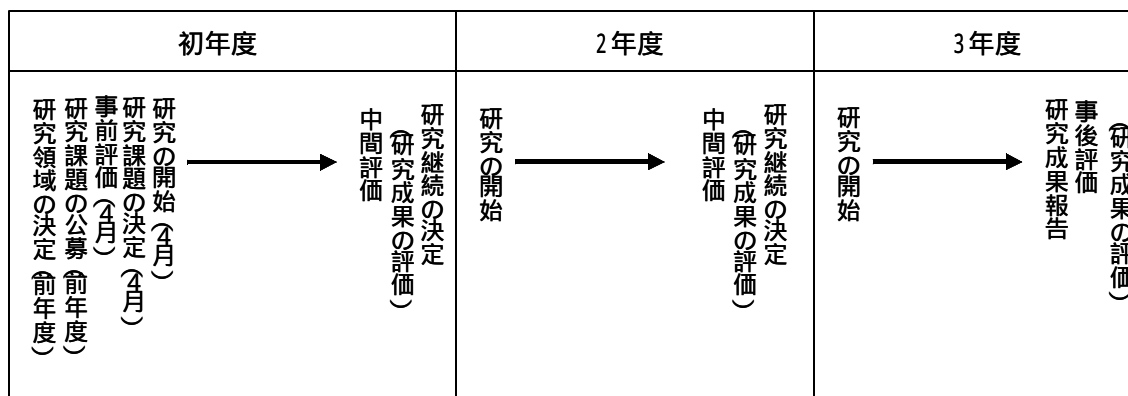 初年度
2年度
3年度
研究領域の決定(前年度)
研究課題の公募(前年度)
事前評価(4月)
研究課題の決定(4月)
研究の開始(4月)
中間評価
(研究成果の評価)
研究継続の決定
研究の開始
中間評価
(研究成果の評価)
研究継続の決定
研究の開始
研究成果報告
事後評価
(研究成果の評価)